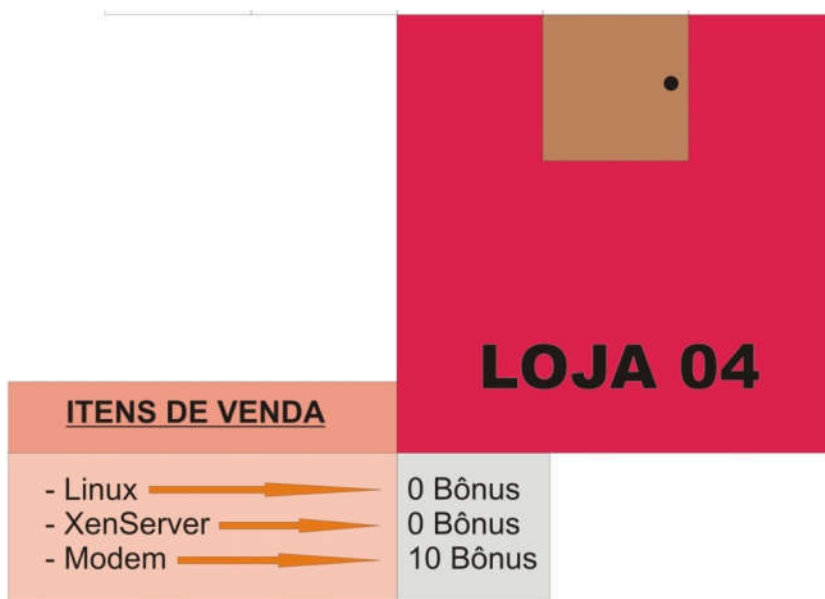 LOJA 04
ITENS DE VENDA
- Linux 0 Bônus
- XenServer 0 Bônus
- Modem 10 Bônus